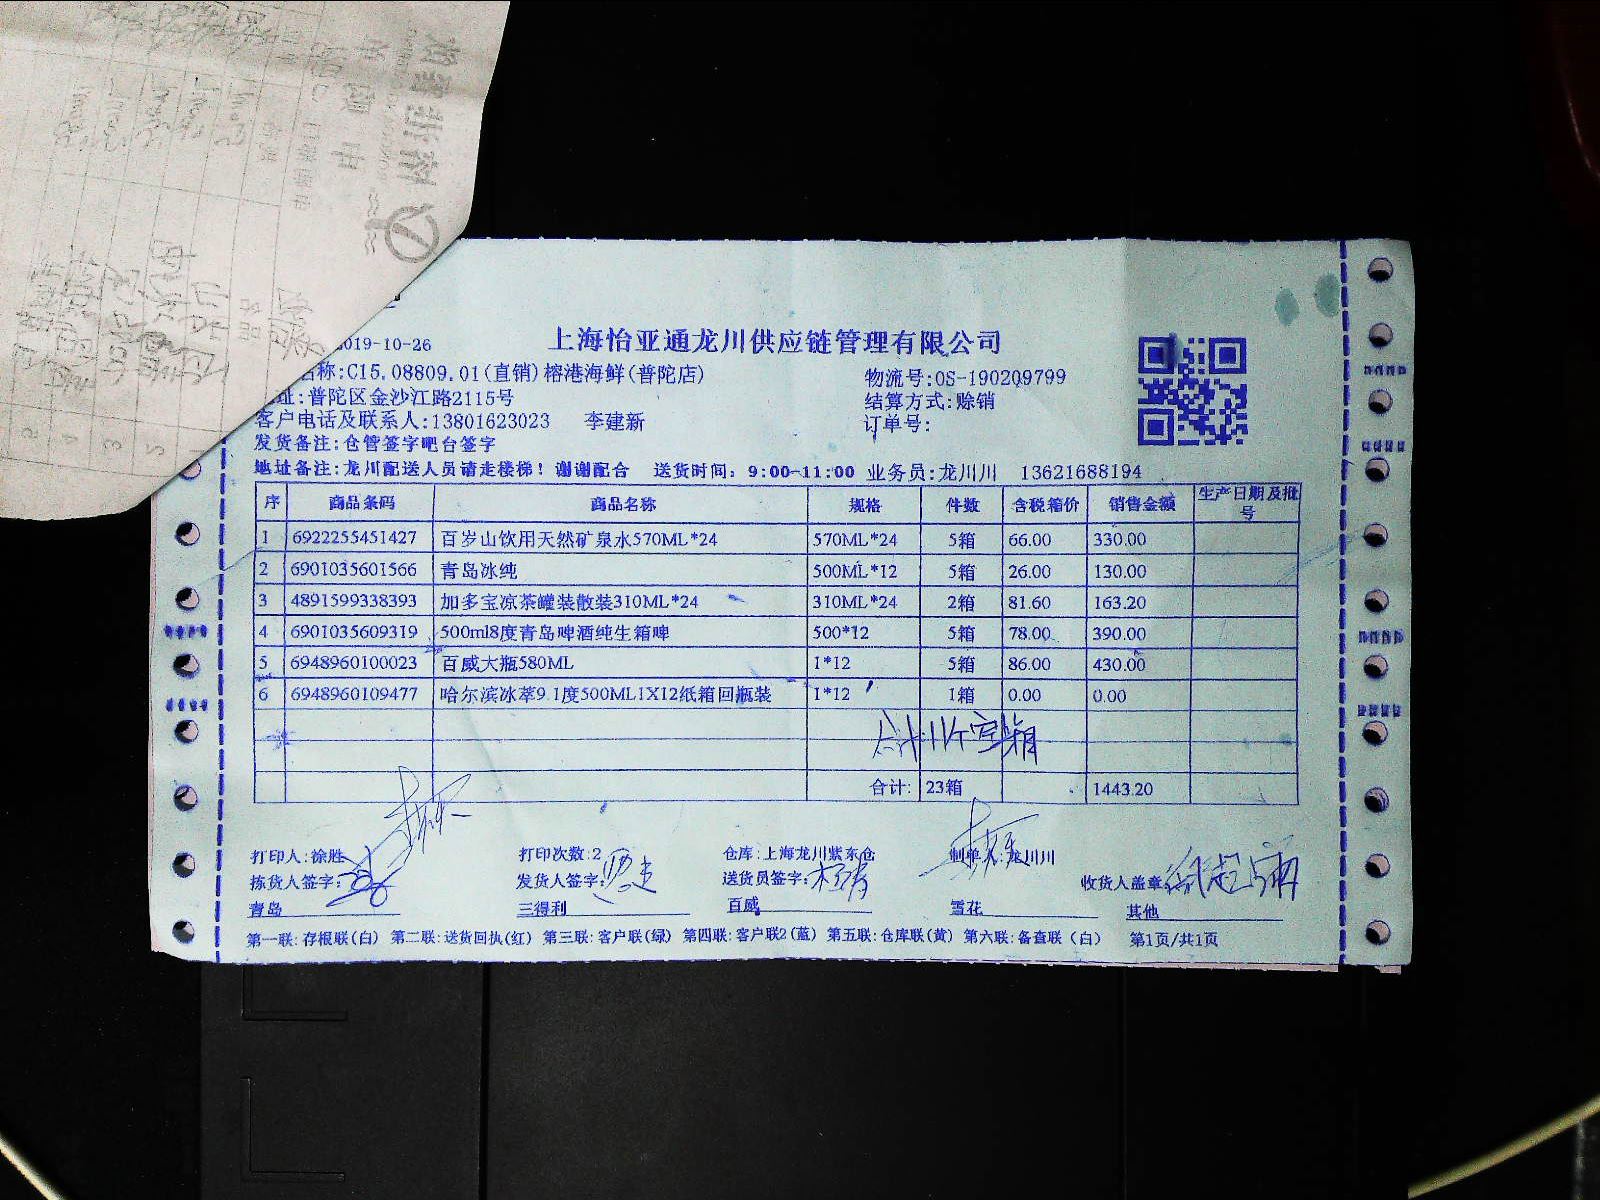 019-10-26
上海怡亚通龙川供应链管理有限公司
名称:C15.08809.01(直销)榕港海鲜(普陀店)
物流号:OS-190209799
址:普陀区金沙江路2115号
结算方式:赊销
客户电话及联系人:13801623023 李建新
订单号:
发货备注:仓管签字吧台签字
地址备注:龙川配送人员请走楼梯!谢谢配合 送货时间:9:00-11:00 业务员:龙川川 13621688194
序 商品条码 商品名称 规格 件数 含税箱价 销售金额 生产日期及批号
1 6922255451427 百岁山饮用天然矿泉水570ML*24 570ML*24 5箱 66.00 330.00
2 6901035601566 青岛冰纯 500ML*12 5箱 26.00 130.00
3 4891599338393 加多宝凉茶罐装散装310ML*24 310ML*24 2箱 81.60 163.20
4 6901035609319 500ml8度青岛啤酒纯生箱啤 500*12 5箱 78.00 390.00
5 6948960100023 百威大瓶580ML 1*12 5箱 86.00 430.00
6 6948960109477 哈尔滨冰萃9.1度500ML1X12纸箱回瓶装 1*12 1箱 0.00 0.00
合计11个空箱
合计: 23箱 1443.20
打印人:徐胜 打印次数:2 仓库:上海龙川紫东仓 制单人:龙川川
拣货人签字: 发货人签字: 送货员签字: 收货人盖章
青岛 三得利 百威 雪花 其他
第一联:存根联(白) 第二联:送货回执(红) 第三联:客户联(绿) 第四联:客户联2(蓝) 第五联:仓库联(黄) 第六联:备查联(白) 第1页/共1页